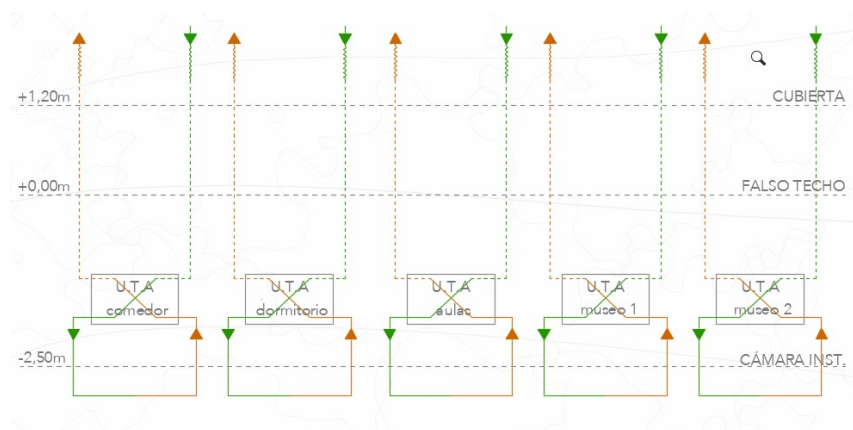 +1,20m CUBIERTA
+0,00m FALSO TECHO
U.T.A U.T.A U.T.A U.T.A U.T.A
comedor dormitorio aulas museo 1 museo 2
-2,50m CÁMARA INST.